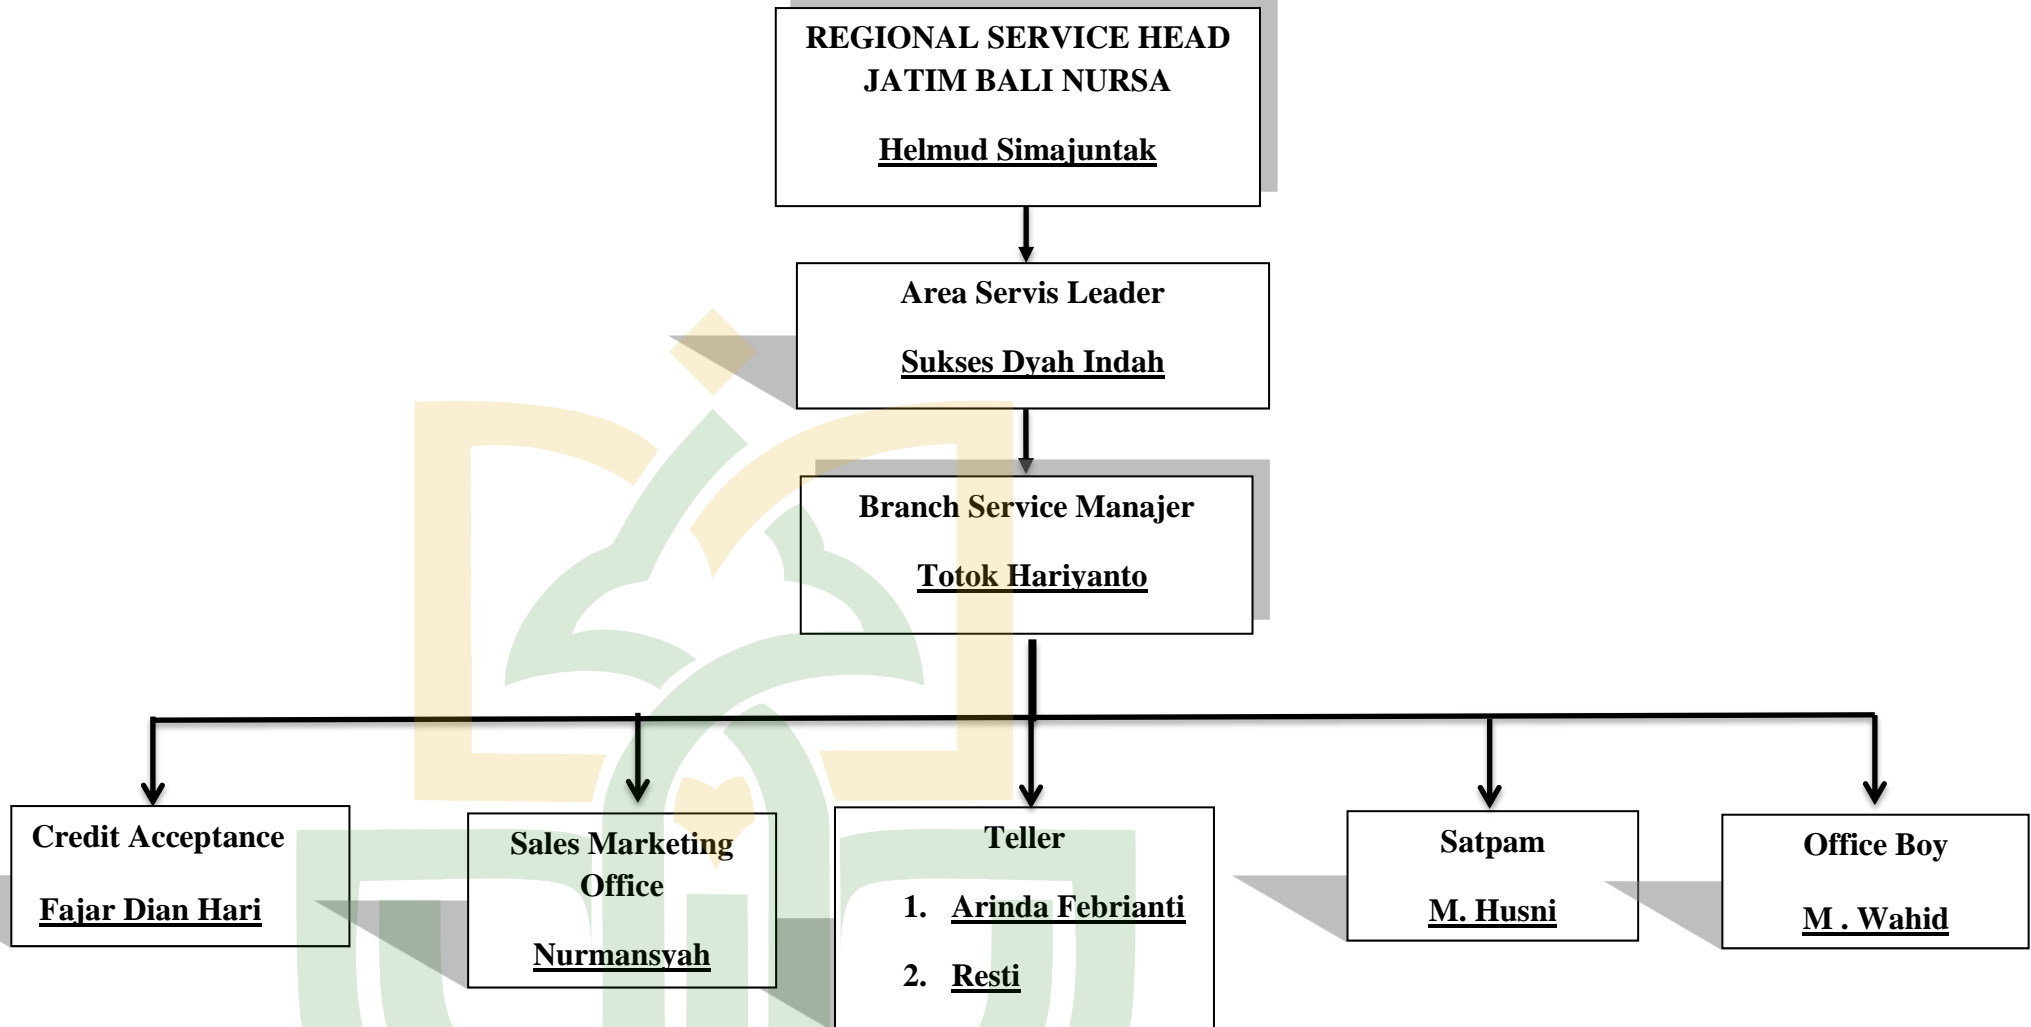 REGIONAL SERVICE HEAD
JATIM BALI NURSA
Helmud Simajuntak
Area Servis Leader
Sukses Dyah Indah
Branch Service Manajer
Totok Hariyanto
Credit Acceptance
Fajar Dian Hari
Sales Marketing
Office
Nurmansyah
Teller
1. Arinda Febrianti
2. Resti
Satpam
M. Husni
Office Boy
M . Wahid